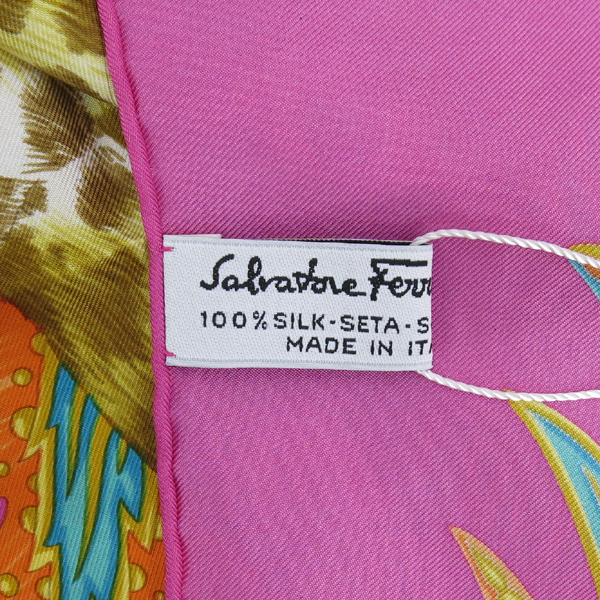 Salvatore Ferr
100% SILK-SETA-S
MADE IN ITA